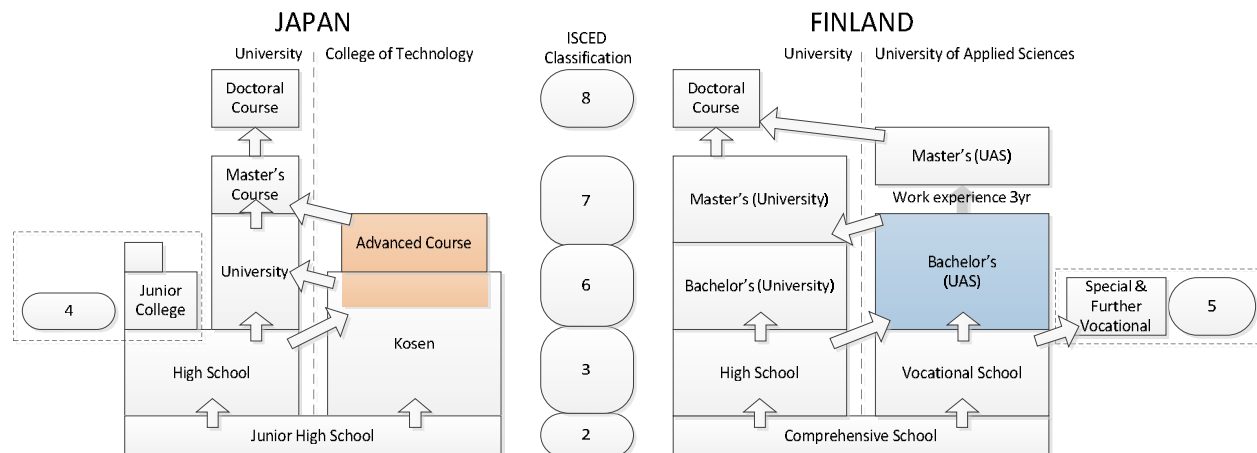 JAPAN
University
College of Technology
Doctoral
Course
Master's
Course
Advanced Course
University
Junior
College
4
Kosen
High School
Junior High School
ISCED
Classification
8
7
6
3
2
FINLAND
University
University of Applied Sciences
Doctoral
Course
Master's (UAS)
Work experience 3yr
Master's (University)
Bachelor's
(UAS)
Bachelor's (University)
Special &
Further
Vocational
5
High School
Vocational School
Comprehensive School